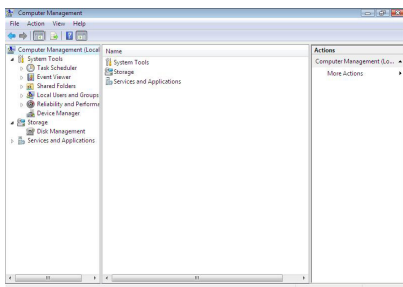 Computer Management
File Action View Help
Computer Management (Local
System Tools
Task Scheduler
Event Viewer
Shared Folders
Local Users and Groups
Reliability and Performa
Device Manager
Storage
Disk Management
Services and Applications
Name
System Tools
Storage
Services and Applications
Actions
Computer Management (Lo...
More Actions